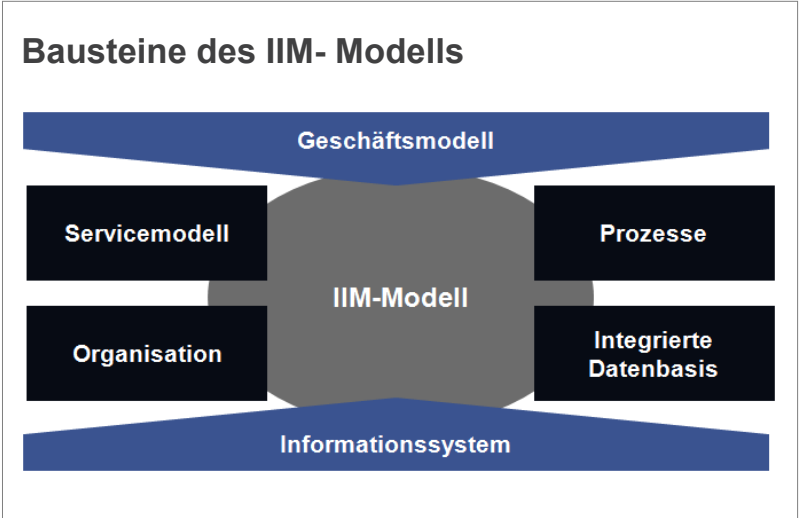 Bausteine des IIM- Modells
Geschäftsmodell
Servicemodell
Prozesse
IIM-Modell
Organisation
Integrierte
Datenbasis
Informationssystem